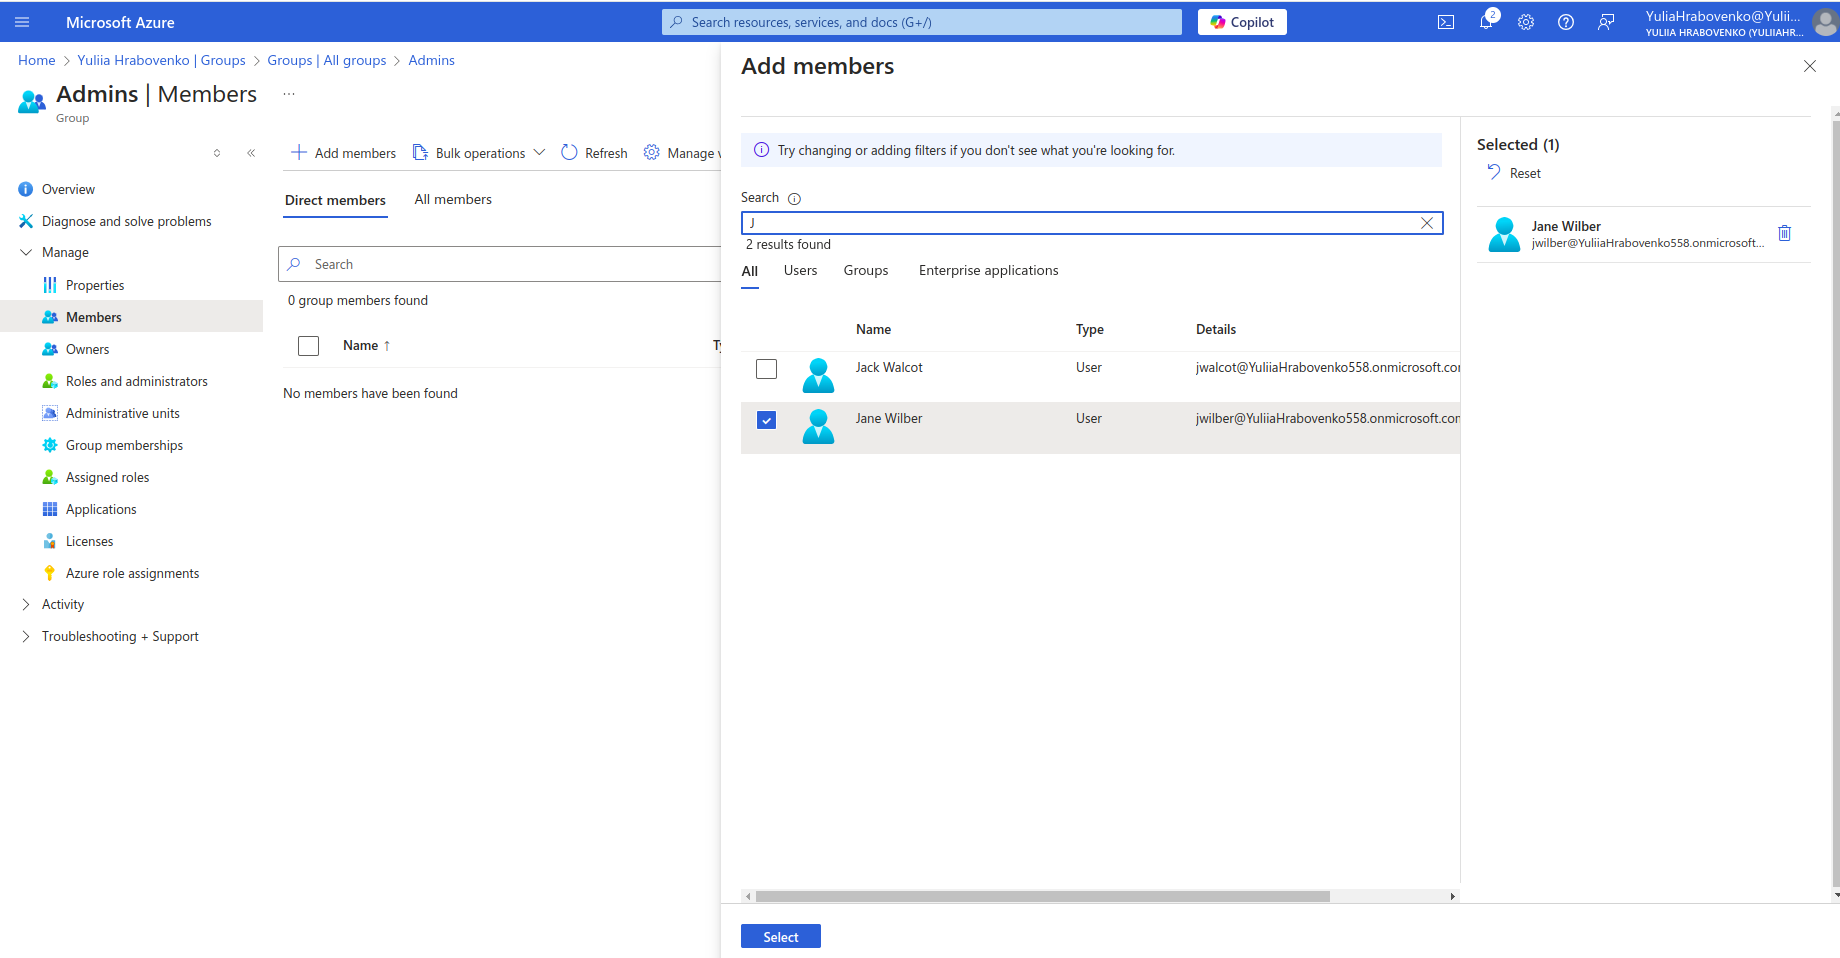 Microsoft Azure
Search resources, services, and docs (G+/)
Copilot
2
YuliaHrabovenko@Yulii...
YULIIA HRABOVENKO (YULIIAHR...
Home > Yuliia Hrabovenko | Groups > Groups | All groups > Admins
Admins | Members ...
Group
Overview
Diagnose and solve problems
Manage
Properties
Members
Owners
Roles and administrators
Administrative units
Group memberships
Assigned roles
Applications
Licenses
Azure role assignments
Activity
Troubleshooting + Support
Add members
Bulk operations
Refresh
Manage v
Direct members
All members
Search
0 group members found
Name ↑
Ty
No members have been found
Add members
Try changing or adding filters if you don't see what you're looking for.
Search
J
2 results found
All
Users
Groups
Enterprise applications
Name Type Details
Jack Walcot User jwalcot@YuliiaHrabovenko558.onmicrosoft.com
Jane Wilber User jwilber@YuliiaHrabovenko558.onmicrosoft.com
Select
Selected (1)
Reset
Jane Wilber
jwilber@YuliiaHrabovenko558.onmicrosoft...